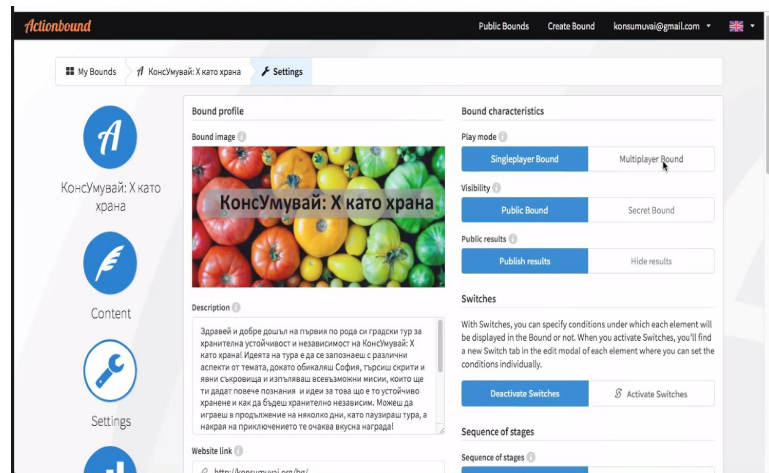 Actionbound
Public Bounds
Create Bound
konsumuvai@gmail.com
My Bounds
КонсУмувай: Х като храна
Settings
КонсУмувай: Х като
храна
Content
Settings
Bound profile
Bound image
КонсУмувай: Х като храна
Description
Здравей и добре дошъл на първия по рода си градски тур за
хранителна устойчивост и независимост на КонсУмувай: Х
като храна! Идеята на тура е да се запознаеш с различни
аспекти от темата, докато обикаляш София, търсиш скрити и
явни съкровища и изпълняваш всевъзможни мисии, които ще
ти дадат повече познания и идеи за това що е то устойчиво
хранене и как да бъдеш хранително независим. Можеш да
играеш в продължение на няколко дни, като паузираш тура, а
накрая на приключението те очаква вкусна награда!
Website link
http://konsumuvai.org/bg/
Bound characteristics
Play mode
Singleplayer Bound
Multiplayer Bound
Visibility
Public Bound
Secret Bound
Public results
Publish results
Hide results
Switches
With Switches, you can specify conditions under which each element will
be displayed in the Bound or not. When you activate Switches, you'll find
a new Switch tab in the edit modal of each element where you can set the
conditions individually.
Deactivate Switches
Activate Switches
Sequence of stages
Sequence of stages